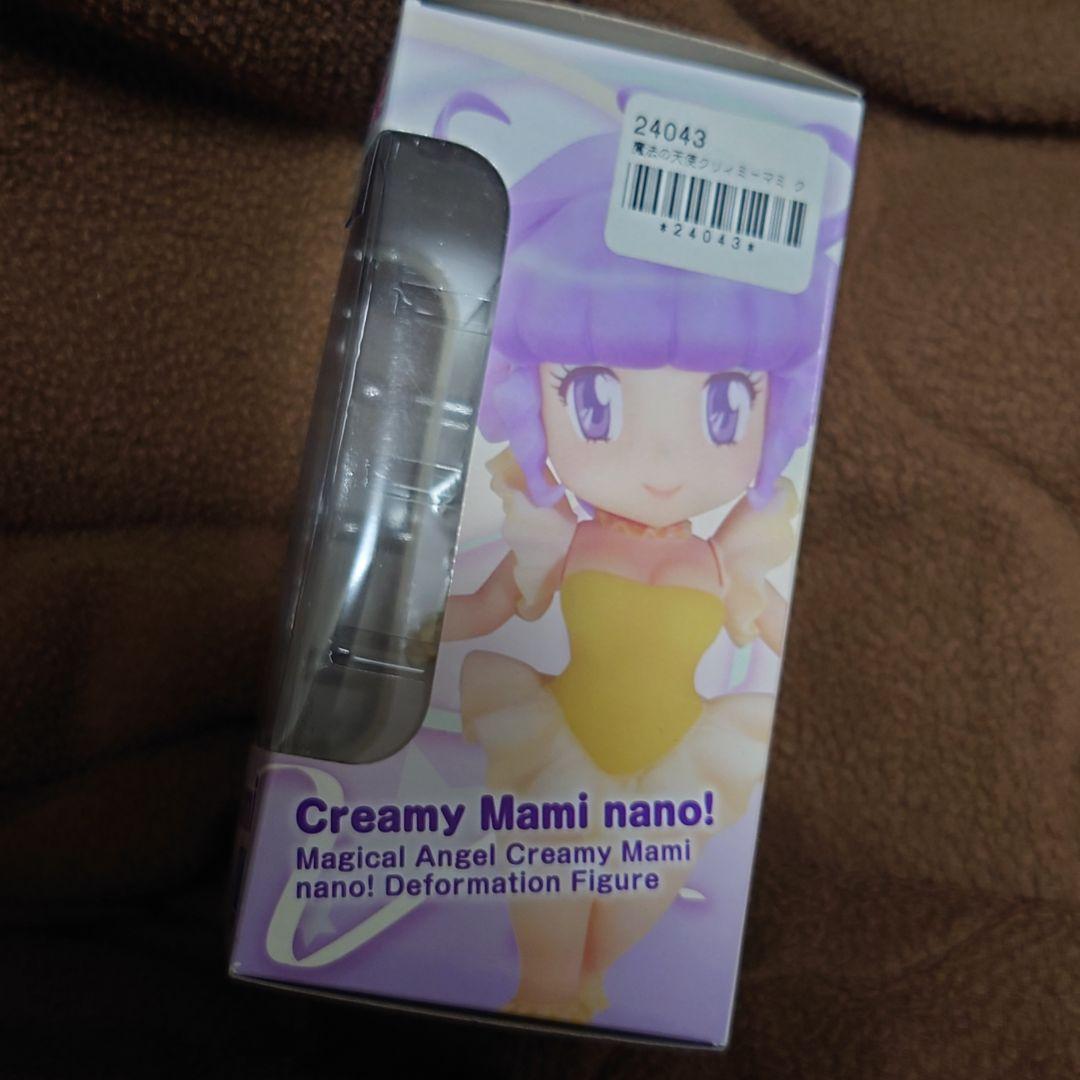 24043
魔法の天使クリィミーマミ ク
*24043*
Creamy Mami nano!
Magical Angel Creamy Mami
nano! Deformation Figure